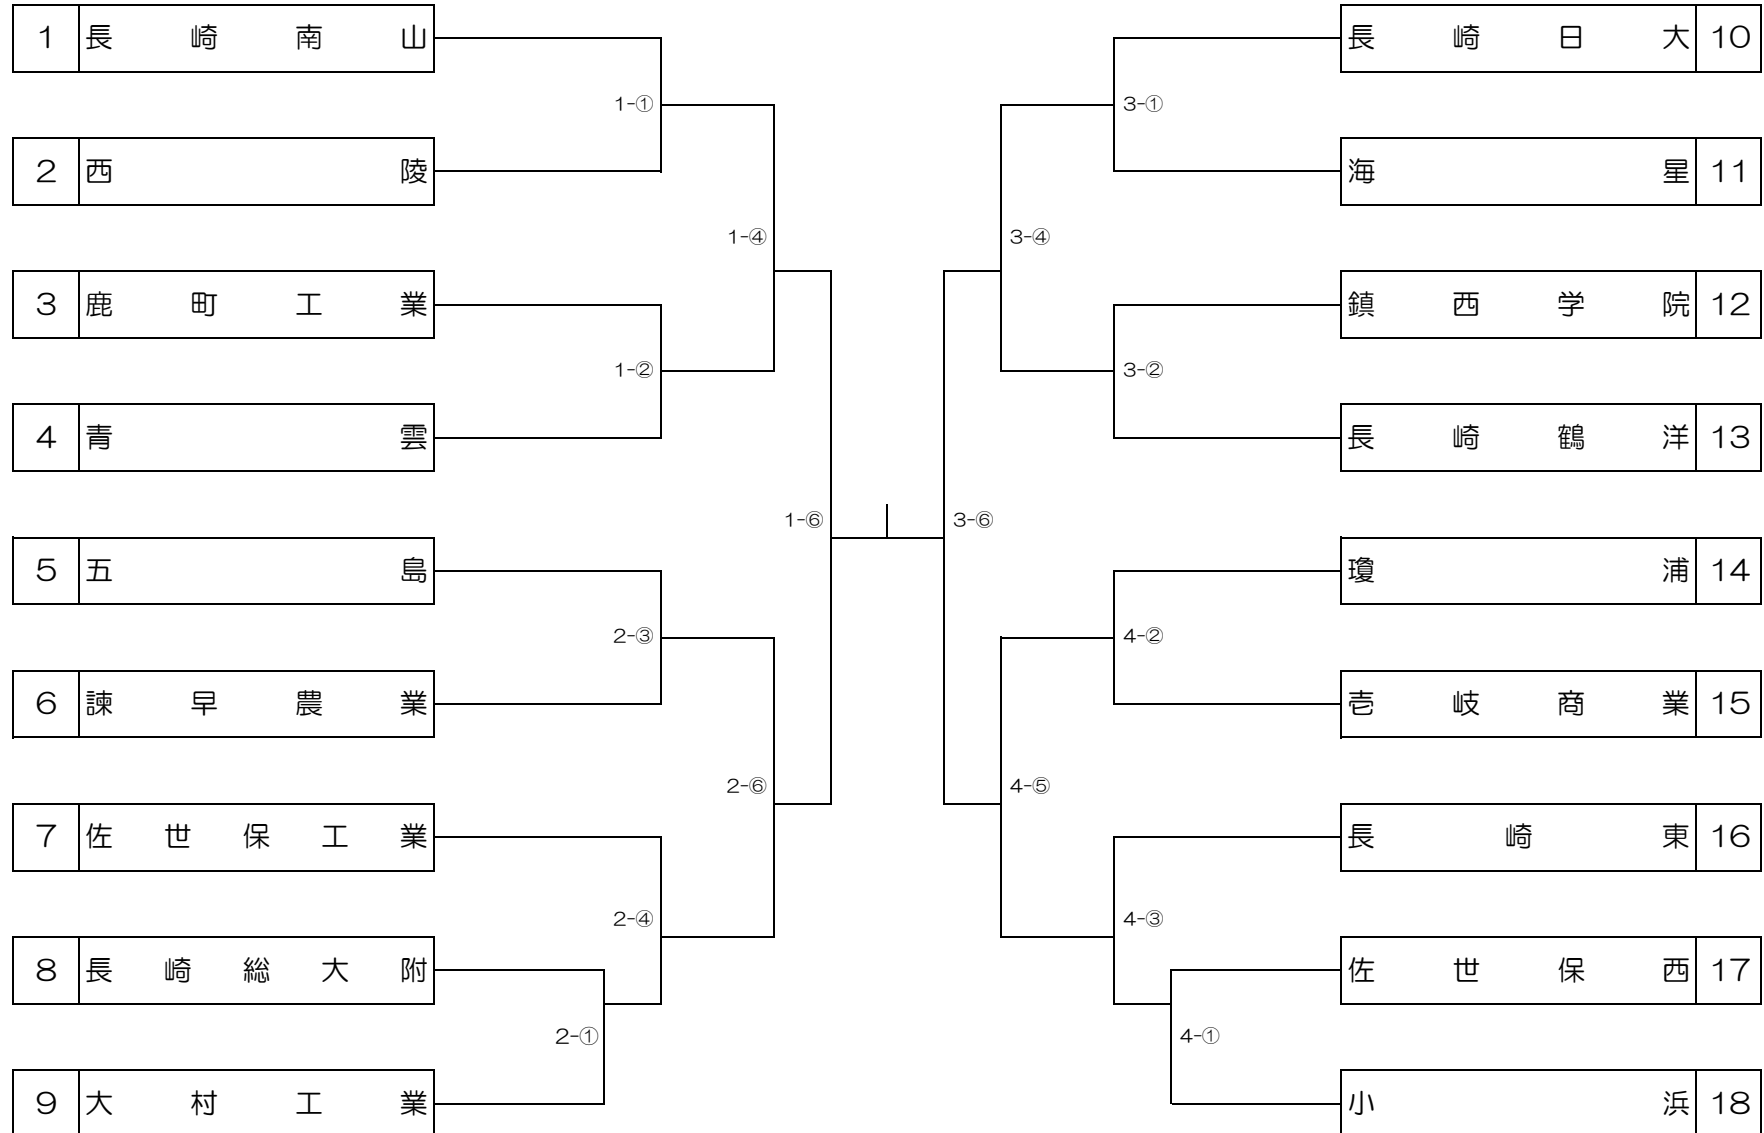 1 長崎南山
1-①
2 西陵
1-④
3 鹿町工業
1-②
4 青雲
1-⑥
5 五島
2-③
6 諫早農業
2-⑥
7 佐世保工業
2-④
8 長崎総大附
2-①
9 大村工業
長崎日大 10
3-①
海星 11
3-④
鎮西学院 12
3-②
長崎鶴洋 13
3-⑥
瓊浦 14
4-②
壱岐商業 15
4-⑤
長崎東 16
4-③
佐世保西 17
4-①
小浜 18